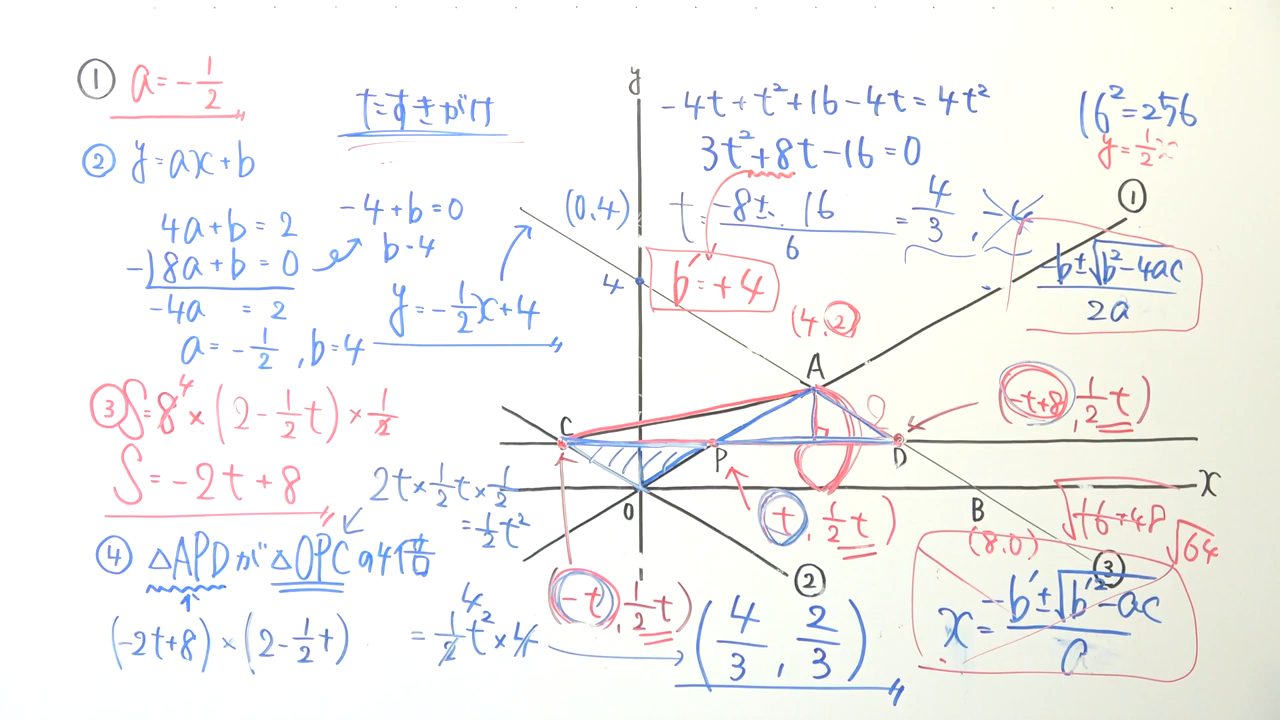 ① a=-1/2
② y=ax+b
4a+b=2
-)8a+b=0
-4a =2
a=-1/2, b=4
-4+b=0
b=4
y=-1/2x+4
t=すきがけ
③ S=8 4×(2-1/2t)×1/2
S=-2t+8
2t×1/2t×1/2
=1/2t²
④ △APDが△OPCの4倍
(-2t+8)×(2-1/2t) =1/2t²×4
4
(4/3, 2/3)
-4t+t²+16-4t=4t²
3t²+8t-16=0
t=-8±16/6 =4/3, -4
b'=+4
16²=256
y=1/2x
①
-b±√b²-4ac/2a
y
(0.4)
4
(4.2)
A
C
P
D
(-t+8, 1/2t)
x
O
B
(8.0)
(t, 1/2t)
(-t, 1/2t)
②
③
√16+48
√64
x=-b'±√b'²-ac/a